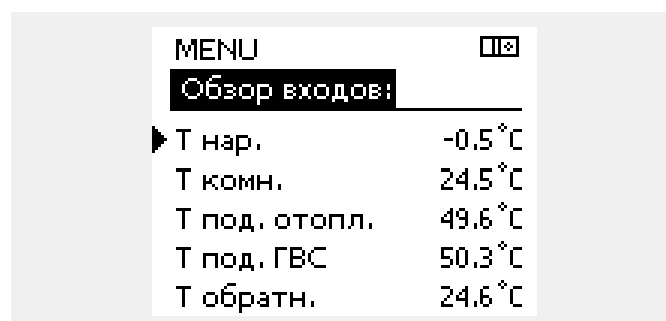 MENU
Обзор входов:
Т нар. -0.5°C
Т комн. 24.5°C
Т под. отопл. 49.6°C
Т под. ГВС 50.3°C
Т обратн. 24.6°C